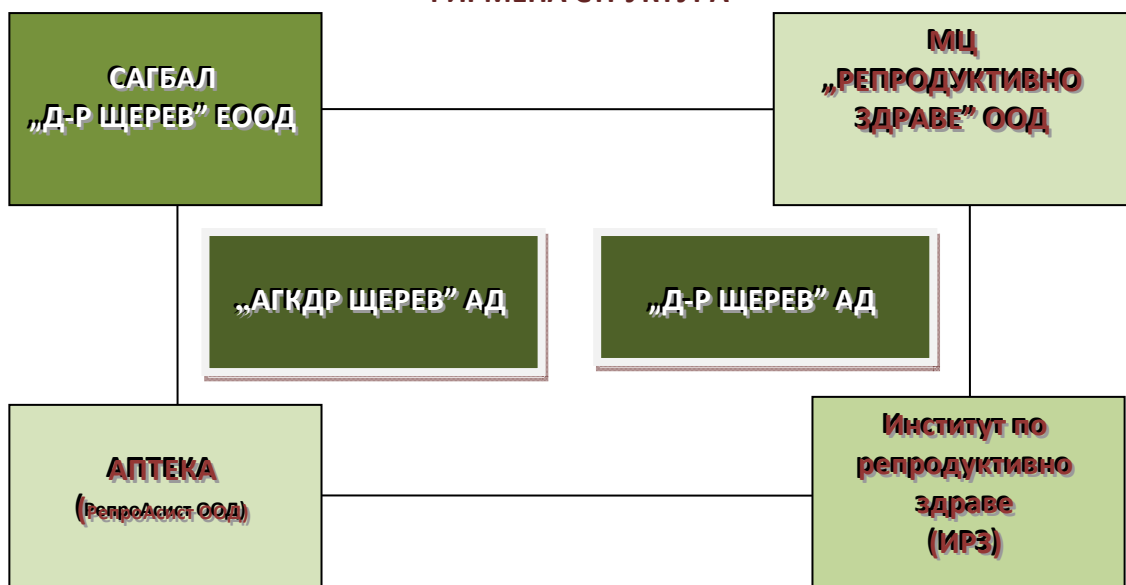 САГБАЛ
„Д-Р ЩЕРЕВ” ЕООД
МЦ
„РЕПРОДУКТИВНО
ЗДРАВЕ” ООД
„АГКДР ЩЕРЕВ” АД
„Д-Р ЩЕРЕВ” АД
АПТЕКА
(РепроАсист ООД)
Институт по
репродуктивно
здраве
(ИРЗ)